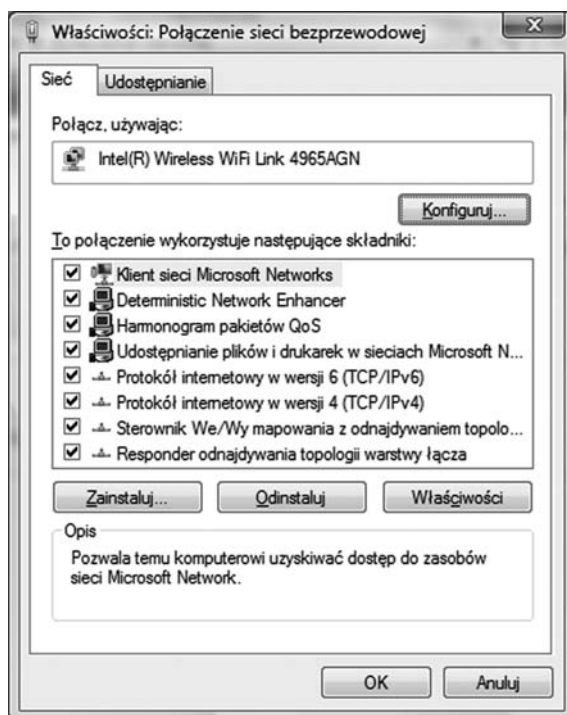 Właściwości: Połączenie sieci bezprzewodowej
Sieć
Udostępnianie
Połącz, używając:
Intel(R) Wireless WiFi Link 4965AGN
Konfiguruj...
To połączenie wykorzystuje następujące składniki:
Klient sieci Microsoft Networks
Deterministic Network Enhancer
Harmonogram pakietów QoS
Udostępnianie plików i drukarek w sieciach Microsoft N...
Protokół internetowy w wersji 6 (TCP/IPv6)
Protokół internetowy w wersji 4 (TCP/IPv4)
Sterownik We/Wy mapowania z odnajdywaniem topolo...
Responder odnajdywania topologii warstwy łącza
Zainstaluj...
Odinstaluj
Właściwości
Opis
Pozwala temu komputerowi uzyskiwać dostęp do zasobów
sieci Microsoft Network.
OK
Anuluj